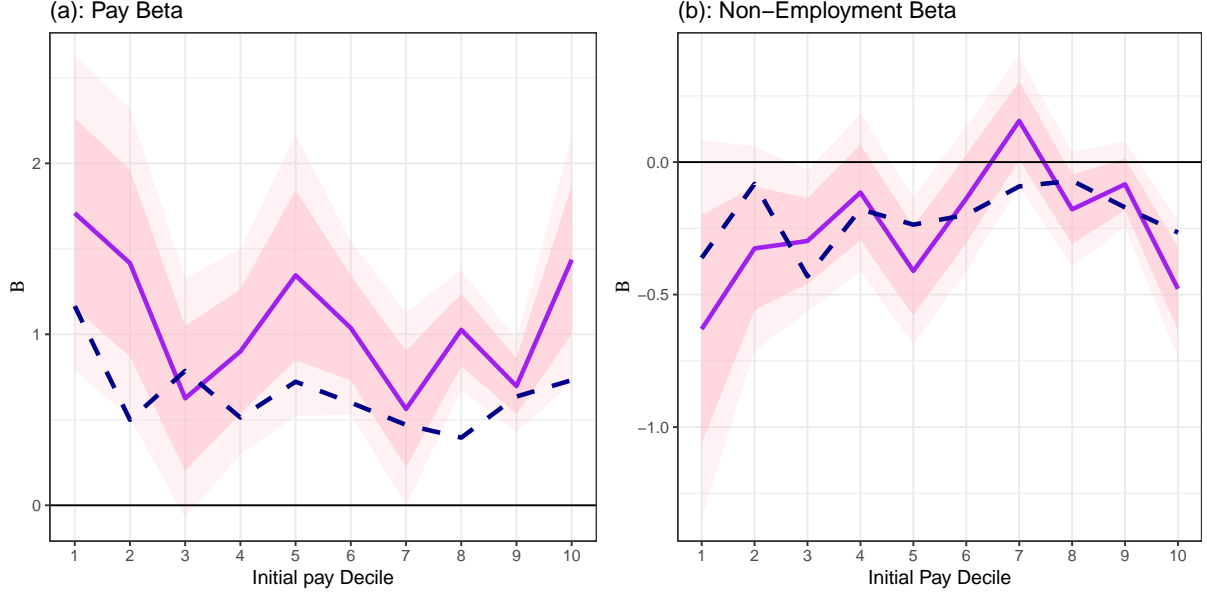 (a): Pay Beta
2
1
0
B
1 2 3 4 5 6 7 8 9 10
Initial pay Decile
(b): Non−Employment Beta
0.0
−0.5
−1.0
B
1 2 3 4 5 6 7 8 9 10
Initial Pay Decile